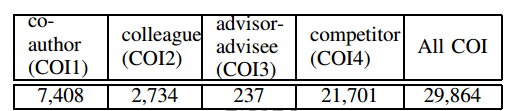 co-author (COI1)
colleague (COI2)
advisor-advisee (COI3)
competitor (COI4)
All COI
7,408 2,734 237 21,701 29,864